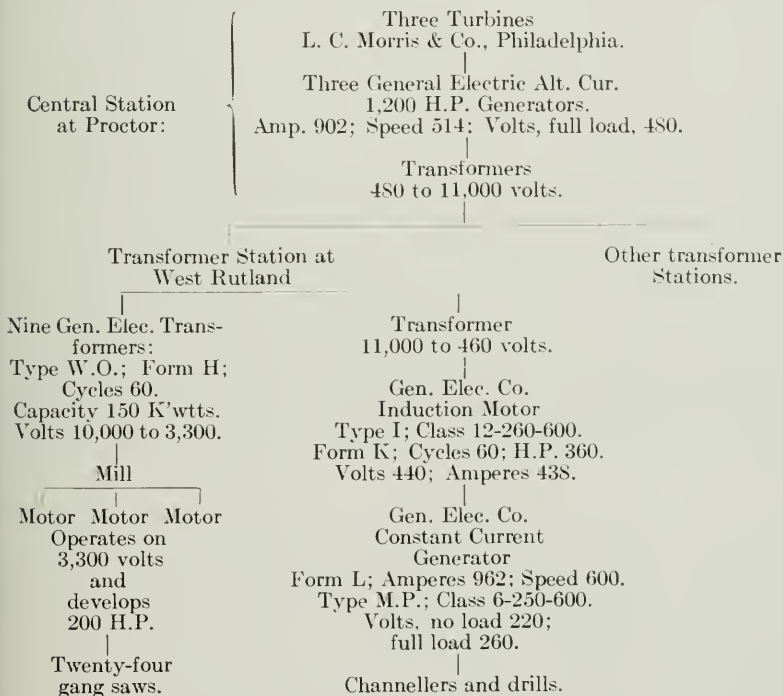 Three Turbines
L. C. Morris & Co., Philadelphia.
Three General Electric Alt. Cur.
1,200 H.P. Generators.
Amp. 902; Speed 514; Volts, full load, 480.
Transformers
480 to 11,000 volts.
Central Station
at Proctor:
Transformer Station at
West Rutland
Nine Gen. Elec. Trans-
formers:
Type W.O.; Form H;
Cycles 60.
Capacity 150 K'wtts.
Volts 10,000 to 3,300.
Mill
Motor Motor Motor
Operates on
3,300 volts
and
develops
200 H.P.
Twenty-four
gang saws.
Transformer
11,000 to 460 volts.
Gen. Elec. Co.
Induction Motor
Type I; Class 12-260-600.
Form K; Cycles 60; H.P. 360.
Volts 440; Amperes 438.
Gen. Elec. Co.
Constant Current
Generator
Form L; Amperes 962; Speed 600.
Type M.P.; Class 6-250-600.
Volts, no load 220;
full load 260.
Channellers and drills.
Other transformer
Stations.